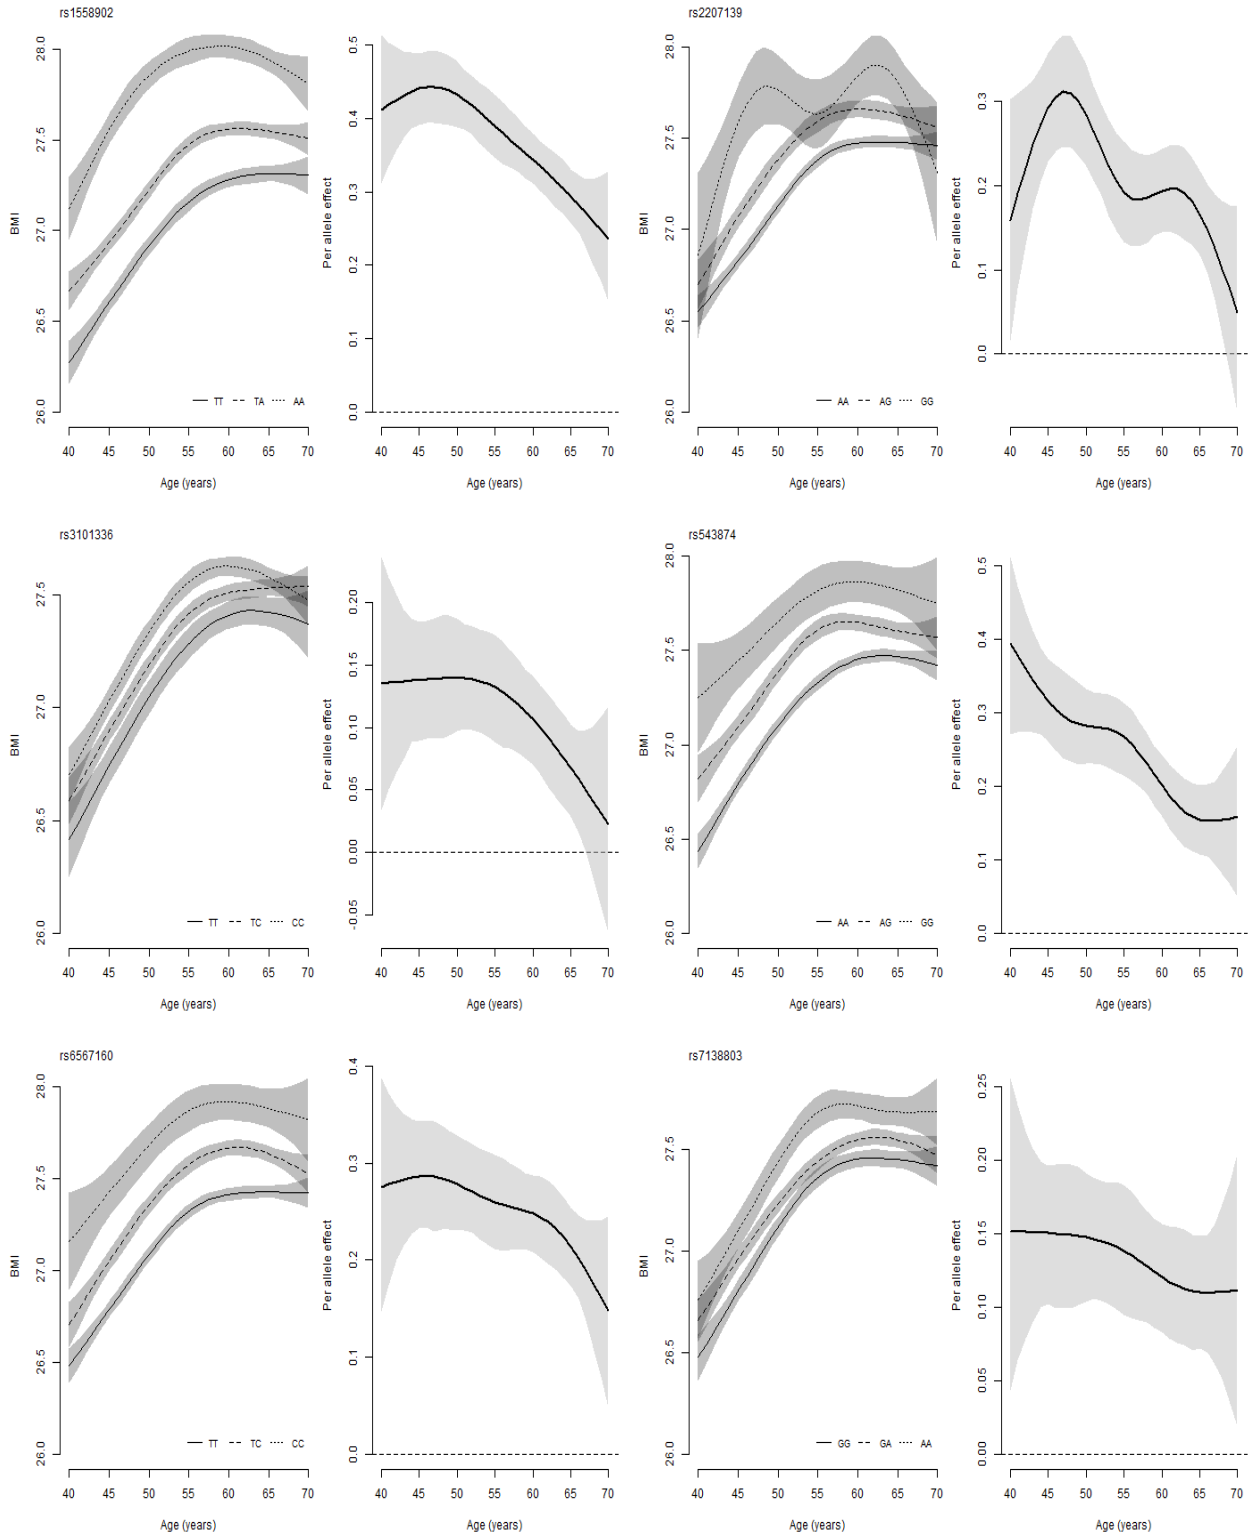 rs1558902
BMI
26.0 26.5 27.0 27.5 28.0
TT TA AA
40 45 50 55 60 65 70
Age (years)
Per allele effect
0.0 0.1 0.2 0.3 0.4 0.5
40 45 50 55 60 65 70
Age (years)
rs2207139
BMI
26.0 26.5 27.0 27.5 28.0
AA AG GG
40 45 50 55 60 65 70
Age (years)
Per allele effect
0.0 0.1 0.2 0.3
40 45 50 55 60 65 70
Age (years)
rs3101336
BMI
26.0 26.5 27.0 27.5
TT TC CC
40 45 50 55 60 65 70
Age (years)
Per allele effect
-0.05 0.00 0.05 0.10 0.15 0.20
40 45 50 55 60 65 70
Age (years)
rs543874
BMI
26.0 26.5 27.0 27.5 28.0
AA AG GG
40 45 50 55 60 65 70
Age (years)
Per allele effect
0.0 0.1 0.2 0.3 0.4 0.5
40 45 50 55 60 65 70
Age (years)
rs6567160
BMI
26.0 26.5 27.0 27.5 28.0
TT TC CC
40 45 50 55 60 65 70
Age (years)
Per allele effect
0.0 0.1 0.2 0.3 0.4
40 45 50 55 60 65 70
Age (years)
rs7138803
BMI
26.0 26.5 27.0 27.5
GG GA AA
40 45 50 55 60 65 70
Age (years)
Per allele effect
0.00 0.05 0.10 0.15 0.20 0.25
40 45 50 55 60 65 70
Age (years)